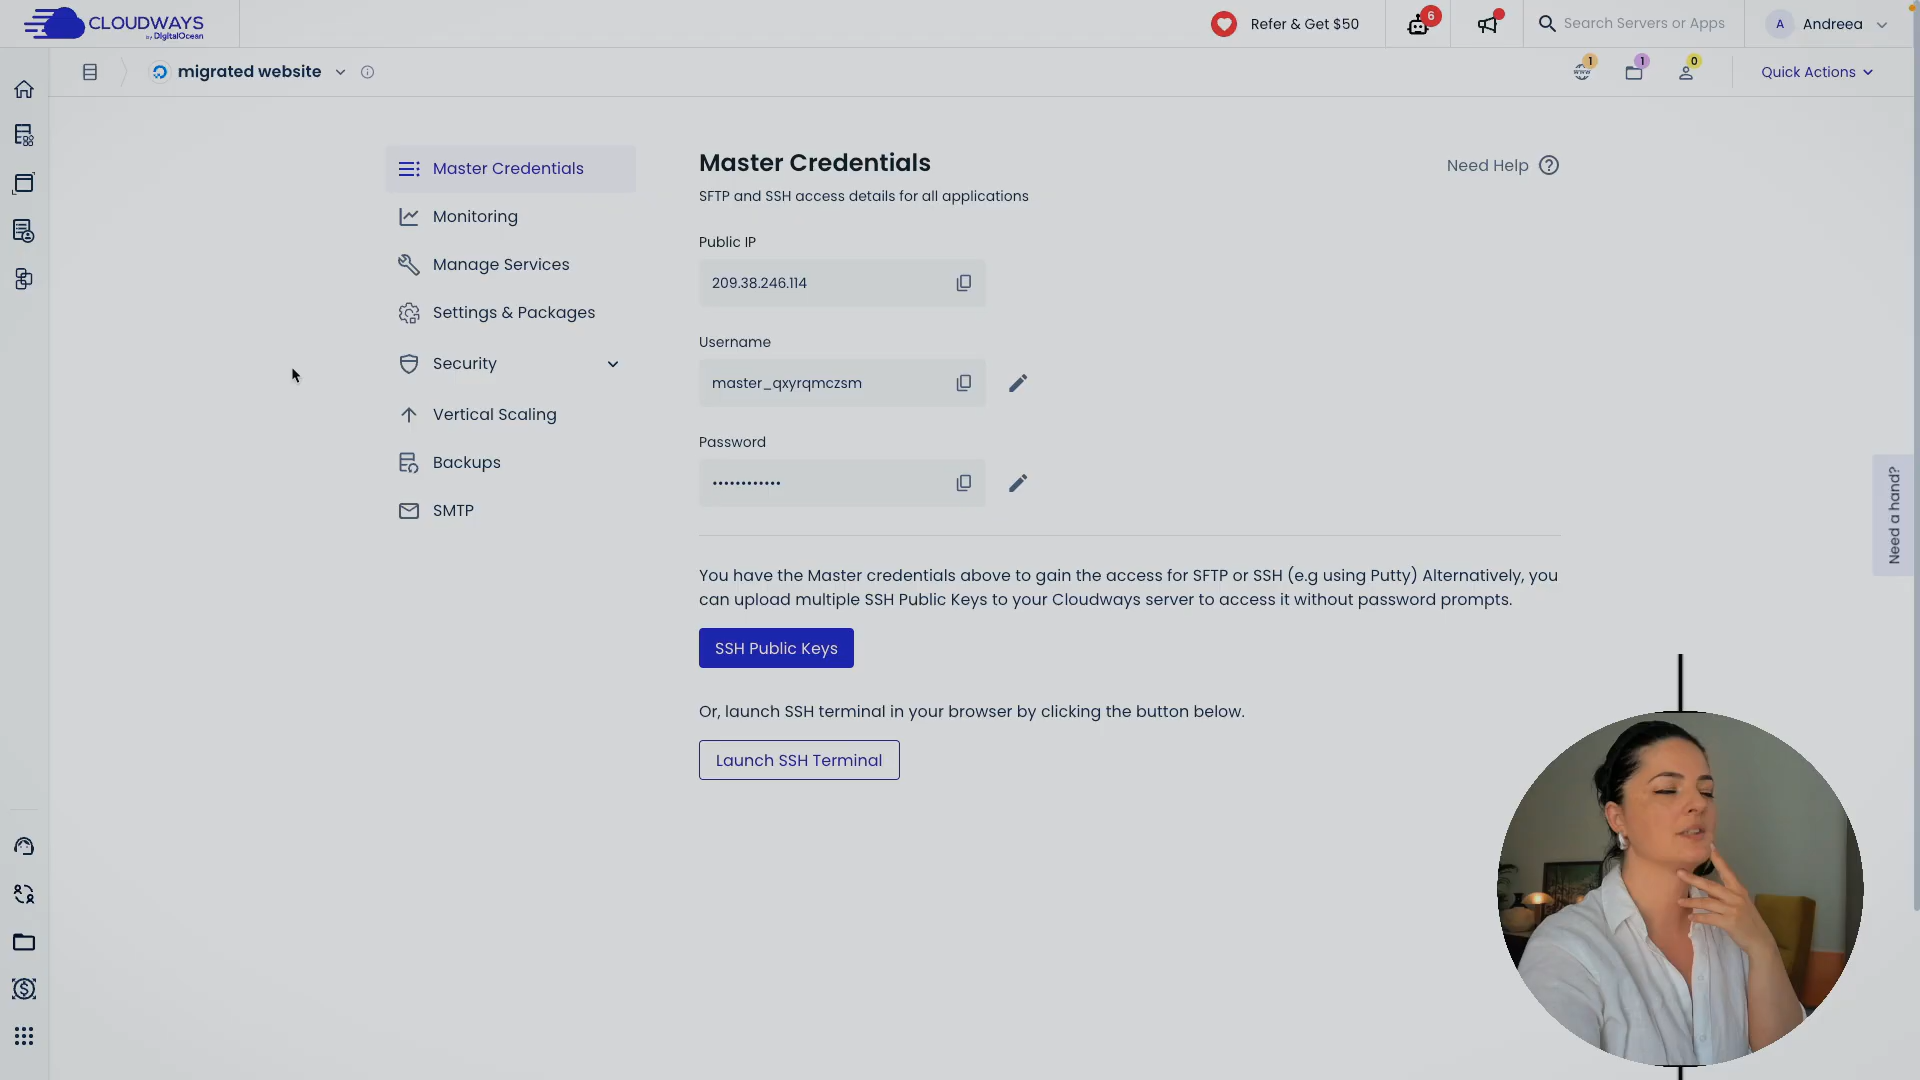 CLOUDWAYS
by DigitalOcean
Refer & Get $50
6
Search Servers or Apps
A
Andreea
migrated website
www
1
1
0
Quick Actions
Master Credentials
Monitoring
Manage Services
Settings & Packages
Security
Vertical Scaling
Backups
SMTP
Master Credentials
Need Help
SFTP and SSH access details for all applications
Public IP
209.38.246.114
Username
master_qxyrqmczsm
Password
••••••••••••
You have the Master credentials above to gain the access for SFTP or SSH (e.g using Putty) Alternatively, you
can upload multiple SSH Public Keys to your Cloudways server to access it without password prompts.
SSH Public Keys
Or, launch SSH terminal in your browser by clicking the button below.
Launch SSH Terminal
Need a hand?